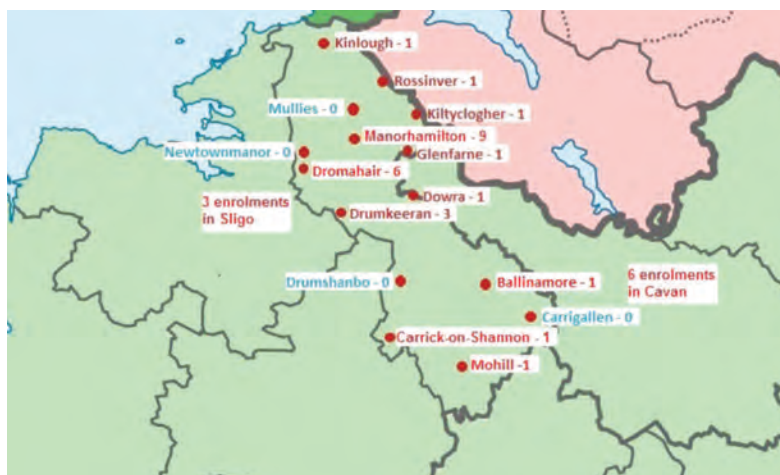 Kinlough - 1
Rossinver - 1
Mullies- 0
Kiltyclogher - 1
Manorhamilton - 9
Newtownmanor - 0
Glenfarne - 1
Dromahair - 6
3 enrolments
in Sligo
Dowra - 1
Drumkeeran - 3
Drumshanbo - 0
Ballinamore - 1
6 enrolments
in Cavan
Carrigallen - 0
Carrick-on-Shannon - 1
Mohill -1